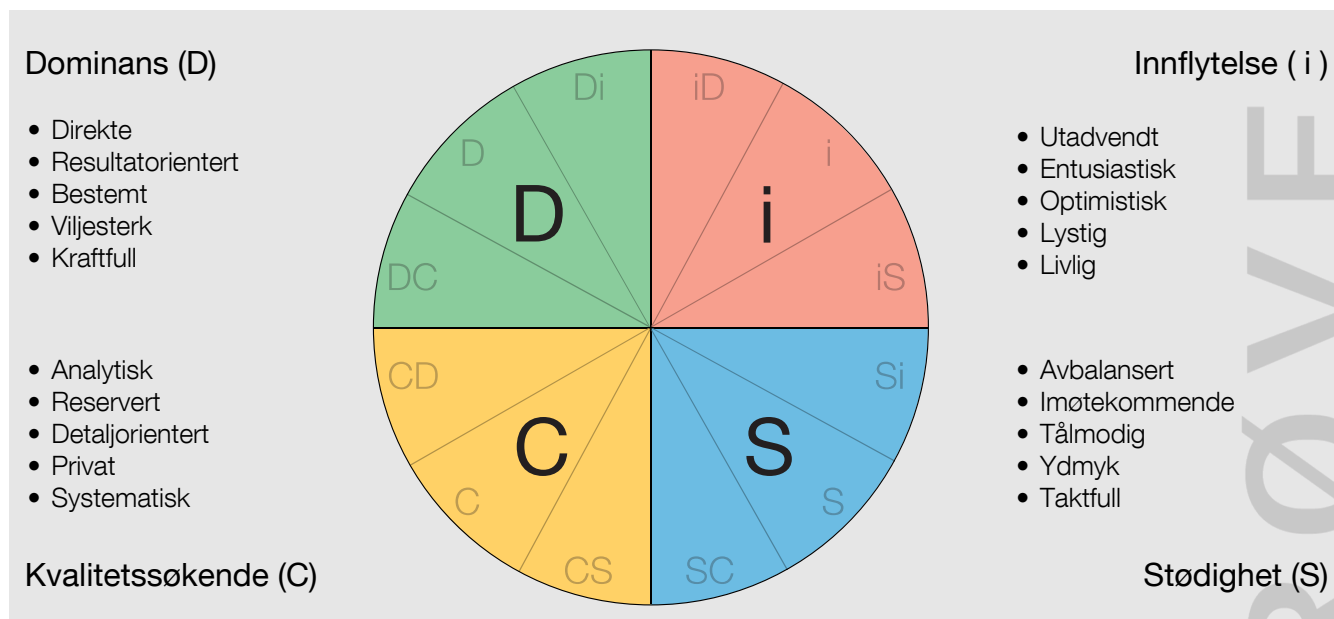 Dominans (D)
• Direkte
• Resultatorientert
• Bestemt
• Viljesterk
• Kraftfull
Innflytelse ( i )
• Utadvendt
• Entusiastisk
• Optimistisk
• Lystig
• Livlig
Di
iD
D
i
D
i
DC
iS
CD
Si
C
S
C
S
CS
SC
• Analytisk
• Reservert
• Detaljorientert
• Privat
• Systematisk
Kvalitetssøkende (C)
• Avbalansert
• Imøtekommende
• Tålmodig
• Ydmyk
• Taktfull
Stødighet (S)